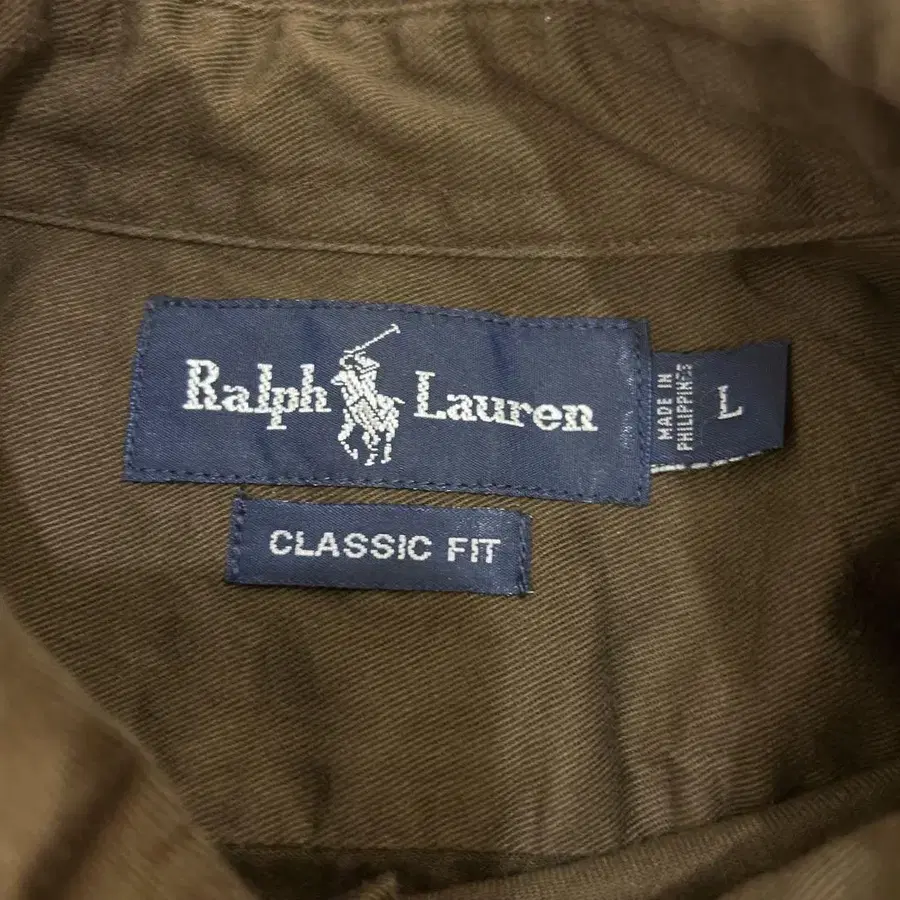 Ralph Lauren
MADE IN
PHILIPPINES
L
CLASSIC FIT